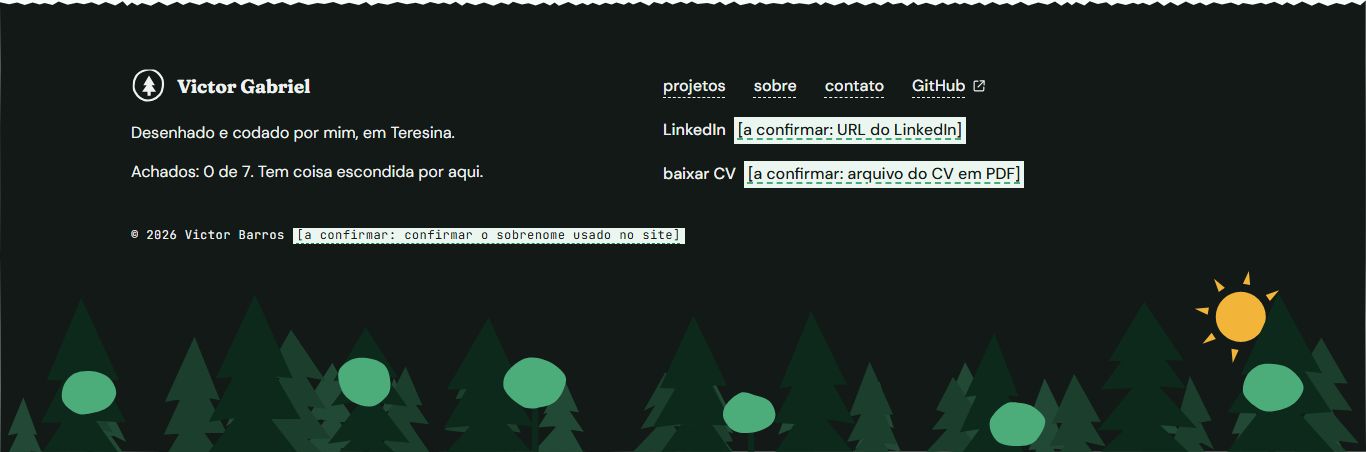 Victor Gabriel
Desenhado e codado por mim, em Teresina.
Achados: 0 de 7. Tem coisa escondida por aqui.
projetos sobre contato GitHub
LinkedIn [a confirmar: URL do LinkedIn]
baixar CV [a confirmar: arquivo do CV em PDF]
© 2026 Victor Barros [a confirmar: confirmar o sobrenome usado no site]